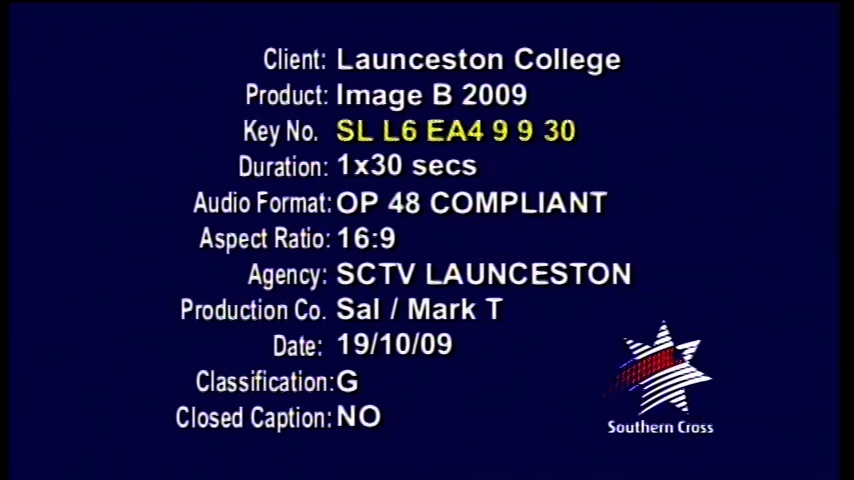 Client: Launceston College
Product: Image B 2009
Key No. SL L6 EA4 9 9 30
Duration: 1x30 secs
Audio Format: OP 48 COMPLIANT
Aspect Ratio: 16:9
Agency: SCTV LAUNCESTON
Production Co. Sal / Mark T
Date: 19/10/09
Classification: G
Closed Caption: NO
Southern Cross